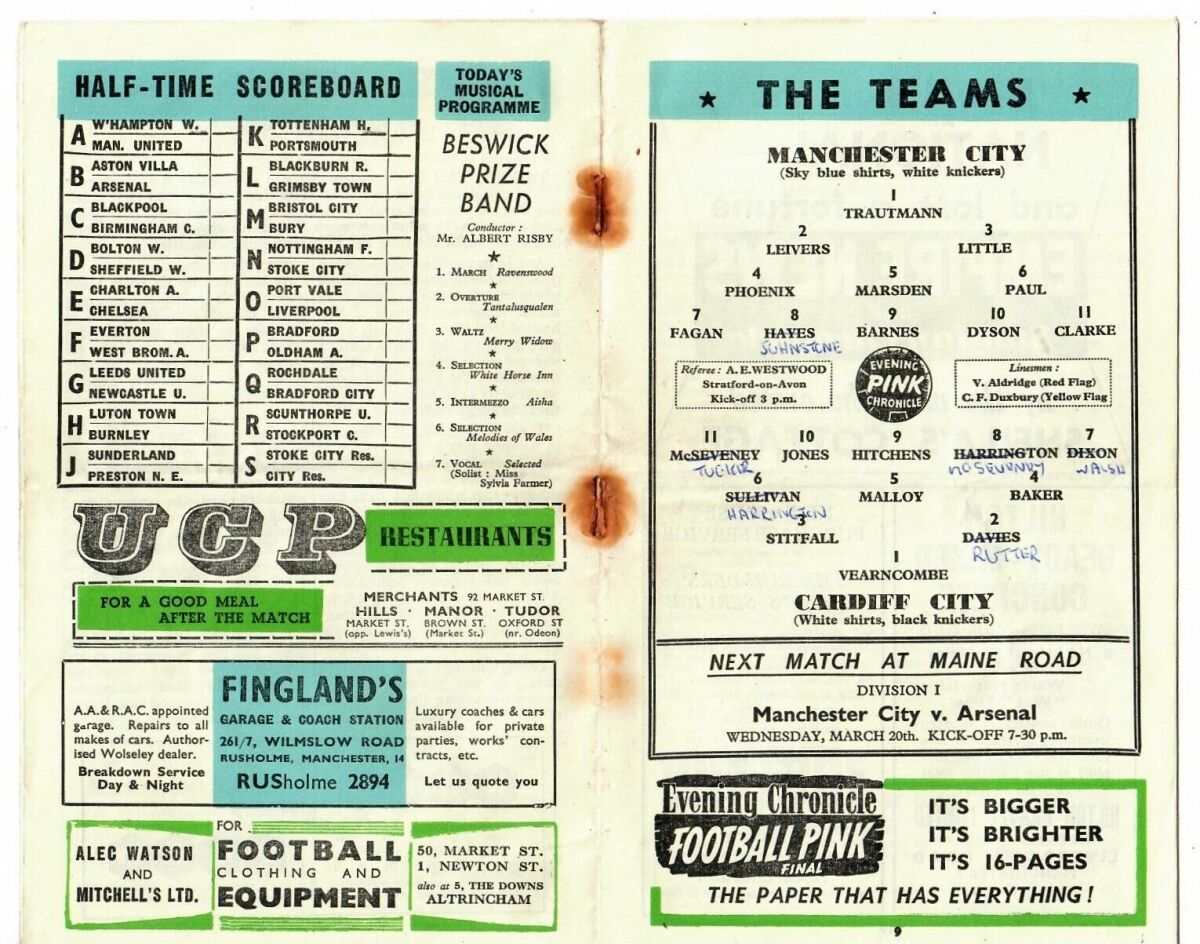 HALF-TIME SCOREBOARD
A W'HAMPTON W.
MAN. UNITED
B ASTON VILLA
ARSENAL
C BLACKPOOL
BIRMINGHAM C.
D BOLTON W.
SHEFFIELD W.
E CHARLTON A.
CHELSEA
F EVERTON
WEST BROM. A.
G LEEDS UNITED
NEWCASTLE U.
H LUTON TOWN
BURNLEY
J SUNDERLAND
PRESTON N. E.
K TOTTENHAM H.
PORTSMOUTH
L BLACKBURN R.
GRIMSBY TOWN
M BRISTOL CITY
BURY
N NOTTINGHAM F.
STOKE CITY
O PORT VALE
LIVERPOOL
P BRADFORD
OLDHAM A.
Q ROCHDALE
BRADFORD CITY
R SCUNTHORPE U.
STOCKPORT C.
S STOKE CITY Res.
CITY Res.
TODAY'S
MUSICAL
PROGRAMME
BESWICK
PRIZE
BAND
Conductor :
Mr. ALBERT RISBY
1. MARCH Ravenswood
2. OVERTURE
Tantalusqualen
3. WALTZ
Merry Widow
4. SELECTION
White Horse Inn
5. INTERMEZZO Aisha
6. SELECTION
Melodies of Wales
7. VOCAL Selected
(Solist : Miss
Sylvia Farmer)
UCP RESTAURANTS
FOR A GOOD MEAL
AFTER THE MATCH
MERCHANTS 92 MARKET ST.
HILLS · MANOR · TUDOR
MARKET ST. BROWN ST. OXFORD ST
(opp. Lewis's) (Market St.) (nr. Odeon)
A.A. & R.A.C. appointed
garage. Repairs to all
makes of cars. Author-
ised Wolseley dealer.
Breakdown Service
Day & Night
FINGLAND'S
GARAGE & COACH STATION
261/7, WILMSLOW ROAD
RUSHOLME, MANCHESTER, 14
RUSholme 2894
Luxury coaches & cars
available for private
parties, works' con-
tracts, etc.
Let us quote you
ALEC WATSON
AND
MITCHELL'S LTD.
FOR
FOOTBALL
CLOTHING AND
EQUIPMENT
50, MARKET ST.
1, NEWTON ST.
also at 5, THE DOWNS
ALTRINCHAM
THE TEAMS
MANCHESTER CITY
(Sky blue shirts, white knickers)
1
TRAUTMANN
2 3
LEIVERS LITTLE
4 5 6
PHOENIX MARSDEN PAUL
7 8 9 10 11
FAGAN HAYES BARNES DYSON CLARKE
JOHNSTONE
Referee : A. E. WESTWOOD
Stratford-on-Avon
Kick-off 3 p.m.
EVENING
PINK
CHRONICLE
Linesmen :
V. Aldridge (Red Flag)
C. F. Duxbury (Yellow Flag
11 10 9 8 7
McSEVENEY JONES HITCHENS HARRINGTON DIXON
TUCKER McSEVENEY WALSH
6 5 4
SULLIVAN MALLOY BAKER
HARRINGTON
3 2
STITFALL DAVIES
RUTTER
1
VEARNCOMBE
CARDIFF CITY
(White shirts, black knickers)
NEXT MATCH AT MAINE ROAD
DIVISION I
Manchester City v. Arsenal
WEDNESDAY, MARCH 20th. KICK-OFF 7-30 p.m.
Evening Chronicle
FOOTBALL PINK
FINAL
IT'S BIGGER
IT'S BRIGHTER
IT'S 16-PAGES
THE PAPER THAT HAS EVERYTHING !
9